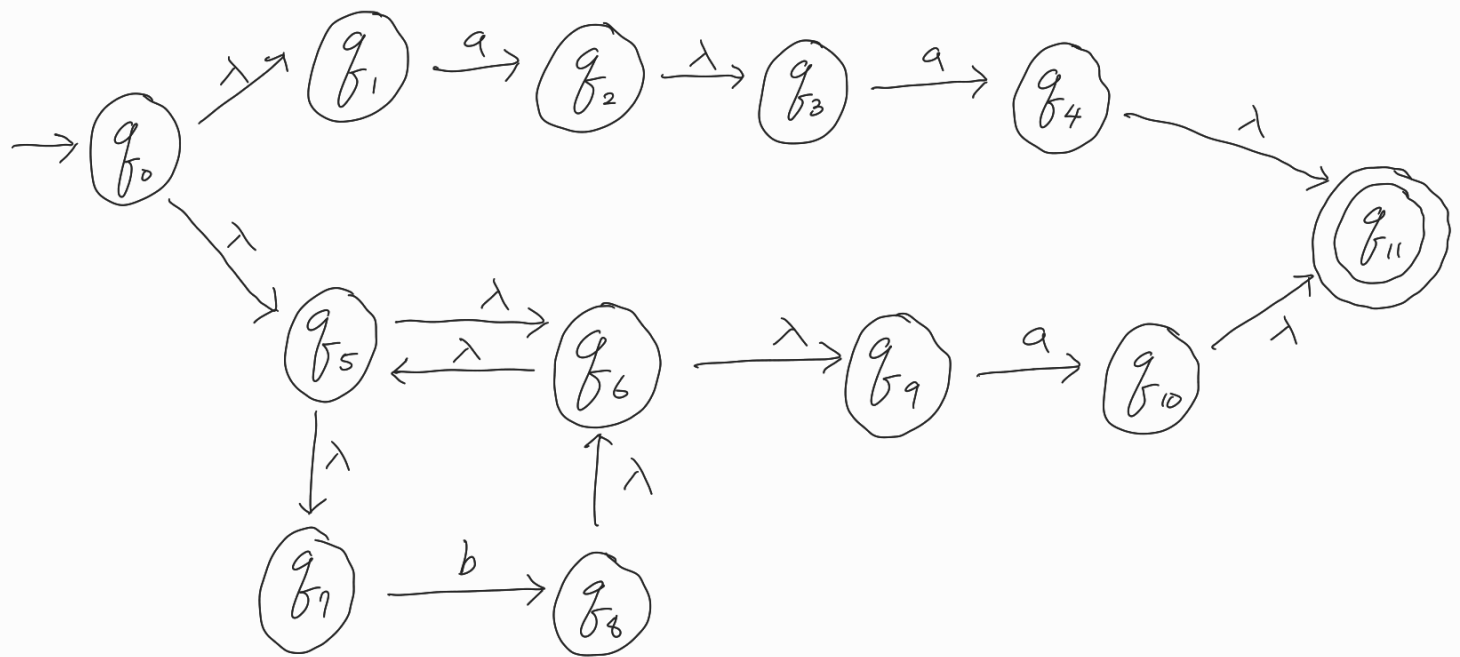 q₁ a q₂ λ q₃ a q₄
λ λ
q₀ q₁₁
λ
q₅ λ q₆ λ q₉ a q₁₀ λ
λ
λ λ
q₇ b q₈